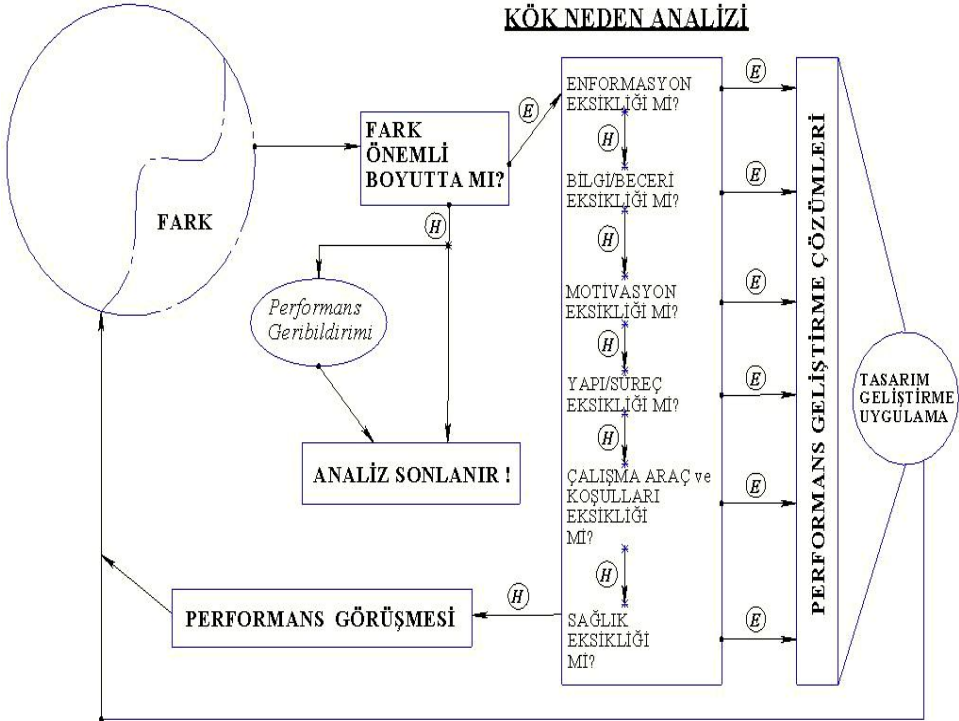 KÖK NEDEN ANALİZİ
FARK
FARK
ÖNEMLİ
BOYUTTA MI?
E
H
Performans
Geribildirimi
ANALİZ SONLANIR !
ENFORMASYON
EKSİKLİĞİ Mİ?
E
H
BİLGİ/BECERİ
EKSİKLİĞİ Mİ?
E
H
MOTİVASYON
EKSİKLİĞİ Mİ?
E
H
YAPI/SÜREÇ
EKSİKLİĞİ Mİ?
E
H
ÇALIŞMA ARAÇ ve
KOŞULLARI
EKSİKLİĞİ
Mİ?
E
H
SAĞLIK
EKSİKLİĞİ
Mİ?
E
H
PERFORMANS GÖRÜŞMESİ
PERFORMANS GELİŞTİRME ÇÖZÜMLERİ
TASARIM
GELİŞTİRME
UYGULAMA